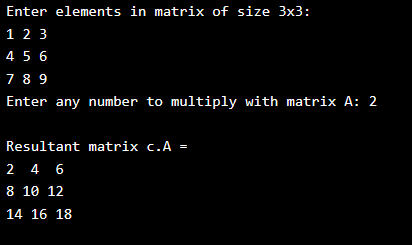 Enter elements in matrix of size 3x3:
1 2 3
4 5 6
7 8 9
Enter any number to multiply with matrix A: 2
Resultant matrix c.A =
2  4  6
8 10 12
14 16 18